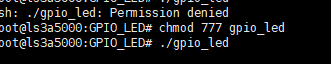 sh: ./gpio_led: Permission denied
oot@ls3a5000:GPIO_LED# chmod 777 gpio_led
oot@ls3a5000:GPIO_LED# ./gpio_led